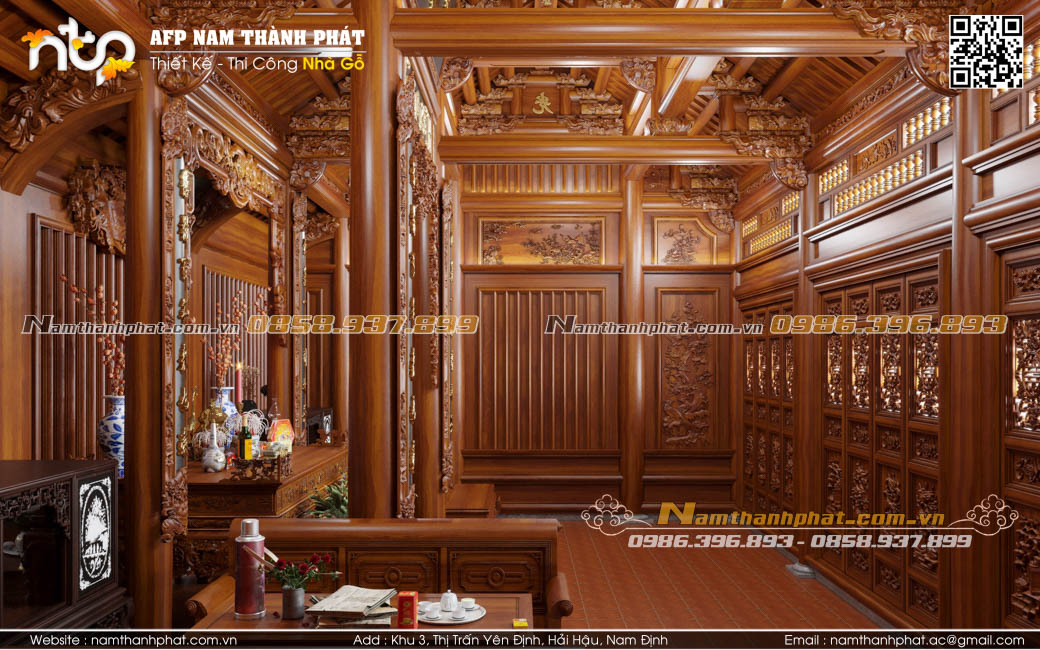 ntp
AFP NAM THÀNH PHÁT
Thiết Kế - Thi Công Nhà Gỗ
Namthanhphat.com.vn 0858.937.899
Namthanhphat.com.vn 0986.396.893
Namthanhphat.com.vn
0986.396.893 - 0858.937.899
Website : namthanhphat.com.vn
Add : Khu 3, Thị Trấn Yên Định, Hải Hậu, Nam Định
Email : namthanhphat.ac@gmail.com